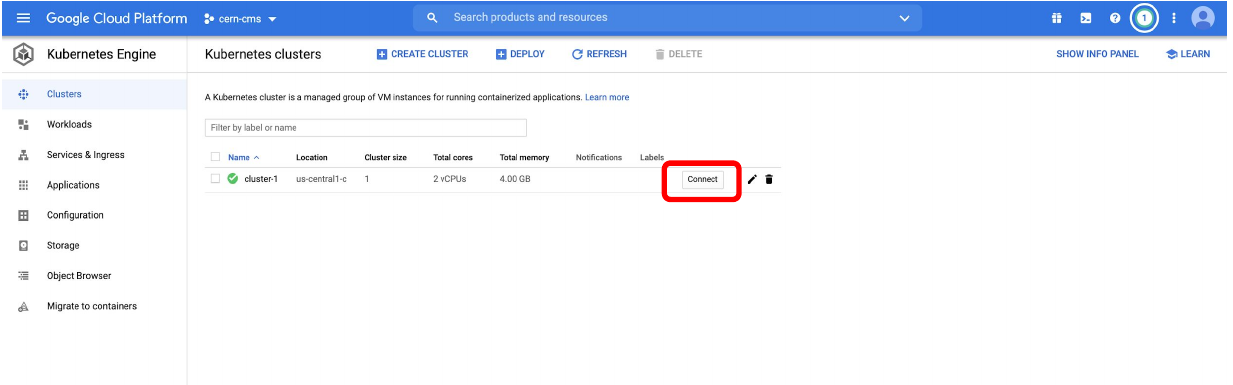 Google Cloud Platform cern-cms Search products and resources 1
Kubernetes Engine Kubernetes clusters CREATE CLUSTER DEPLOY REFRESH DELETE SHOW INFO PANEL LEARN
Clusters
A Kubernetes cluster is a managed group of VM instances for running containerized applications. Learn more
Workloads
Filter by label or name
Services & Ingress
Name Location Cluster size Total cores Total memory Notifications Labels
cluster-1 us-central1-c 1 2 vCPUs 4.00 GB Connect
Applications
Configuration
Storage
Object Browser
Migrate to containers